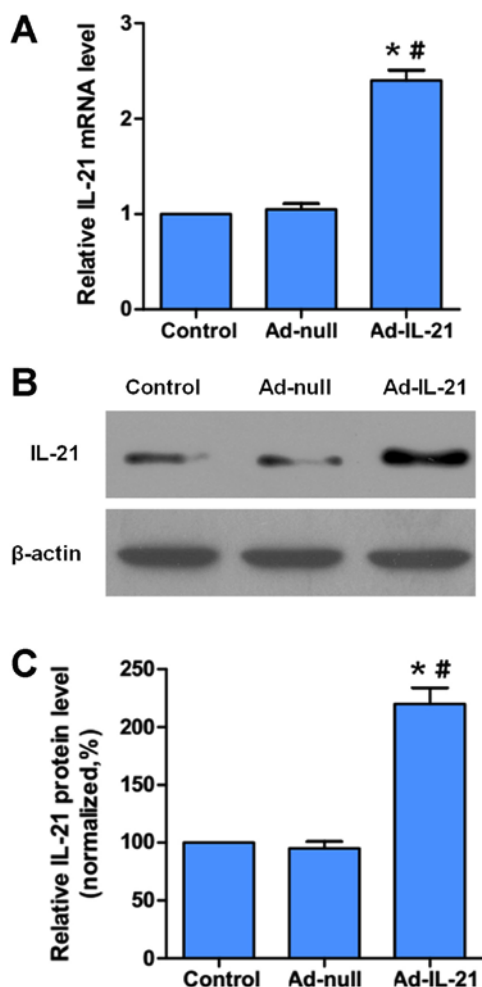 A
Relative IL-21 mRNA level
3
2
1
0
* #
Control Ad-null Ad-IL-21
B
Control Ad-null Ad-IL-21
IL-21
β-actin
C
Relative IL-21 protein level
(normalized,%)
250
200
150
100
50
0
* #
Control Ad-null Ad-IL-21